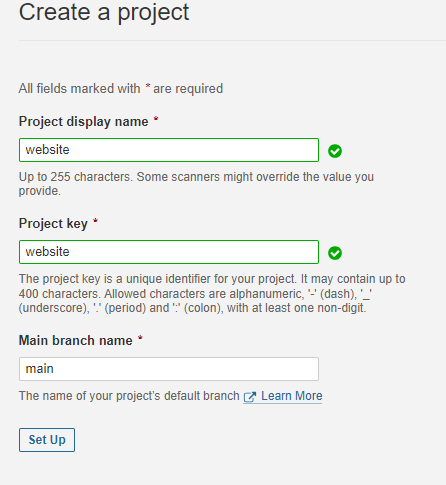 Create a project
All fields marked with * are required
Project display name *
website
Up to 255 characters. Some scanners might override the value you
provide.
Project key *
website
The project key is a unique identifier for your project. It may contain up to
400 characters. Allowed characters are alphanumeric, '-' (dash), '_'
(underscore), '.' (period) and ':' (colon), with at least one non-digit.
Main branch name *
main
The name of your project's default branch Learn More
Set Up